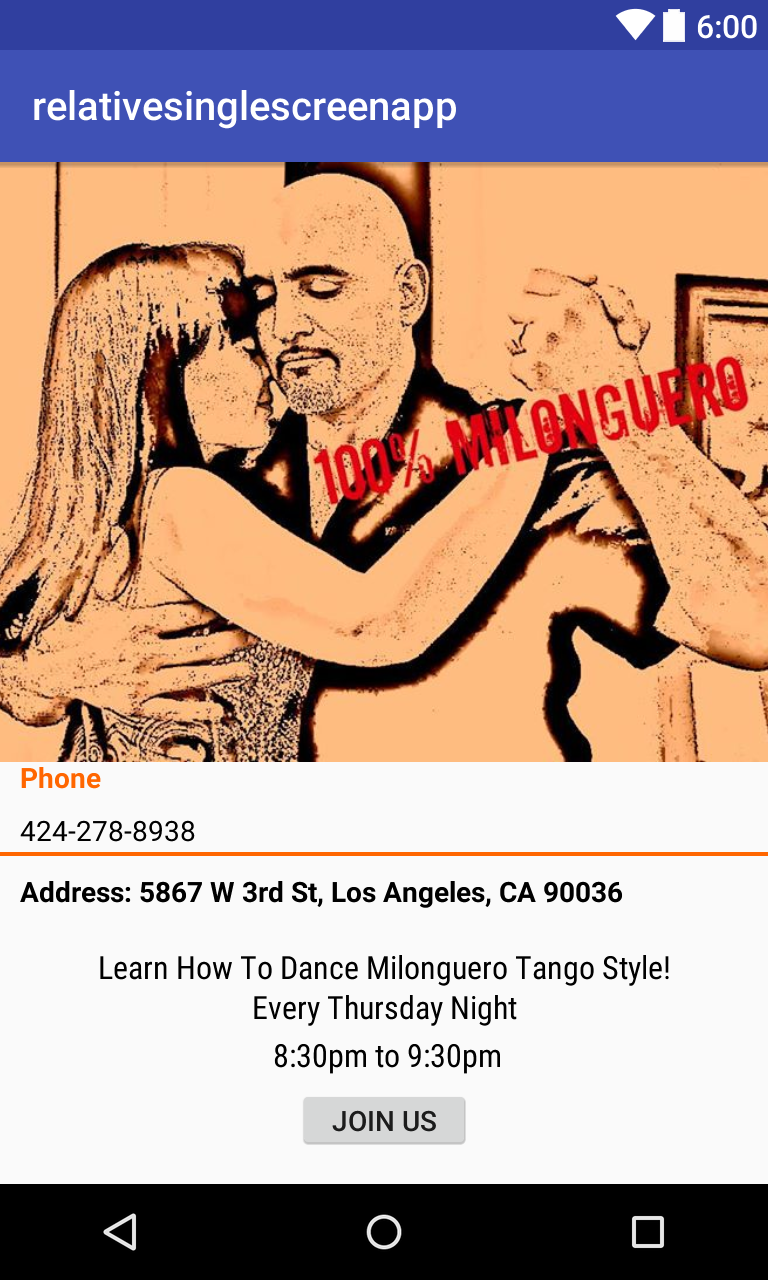 6:00
relativesinglescreenapp
100% MILONGUERO
Phone
424-278-8938
Address: 5867 W 3rd St, Los Angeles, CA 90036
Learn How To Dance Milonguero Tango Style!
Every Thursday Night
8:30pm to 9:30pm
JOIN US